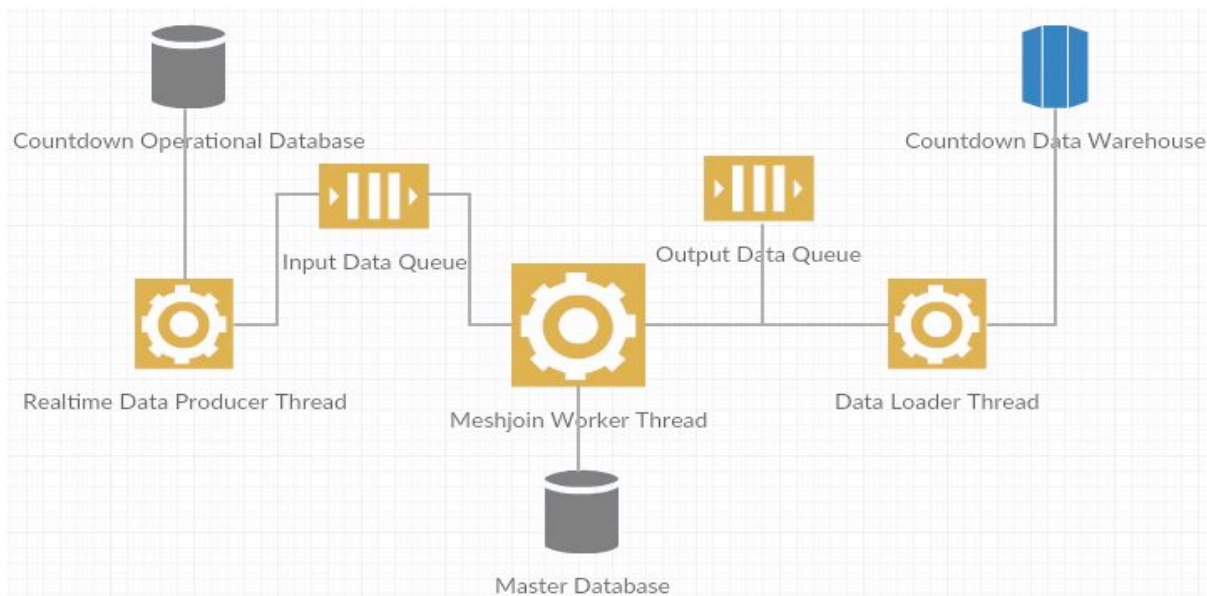 Countdown Operational Database
Countdown Data Warehouse
Input Data Queue
Output Data Queue
Realtime Data Producer Thread
Meshjoin Worker Thread
Data Loader Thread
Master Database